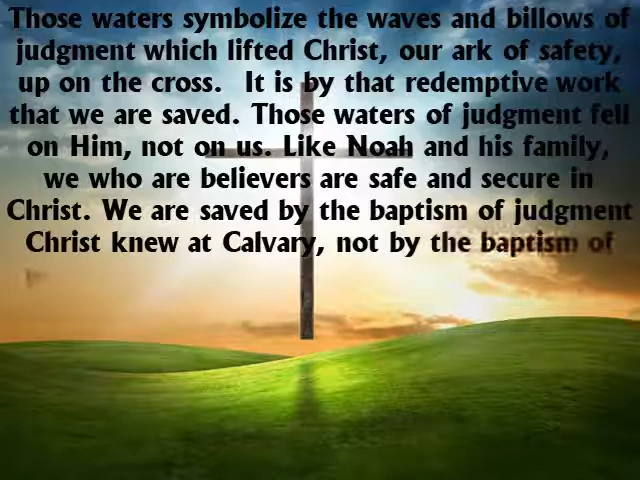 Those waters symbolize the waves and billows of
judgment which lifted Christ, our ark of safety,
up on the cross. It is by that redemptive work
that we are saved. Those waters of judgment fell
on Him, not on us. Like Noah and his family,
we who are believers are safe and secure in
Christ. We are saved by the baptism of judgment
Christ knew at Calvary, not by the baptism of